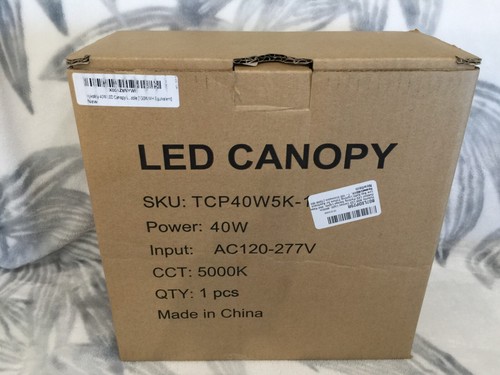 LED CANOPY
SKU: TCP40W5K-1
Power: 40W
Input: AC120-277V
CCT: 5000K
QTY: 1 pcs
Made in China